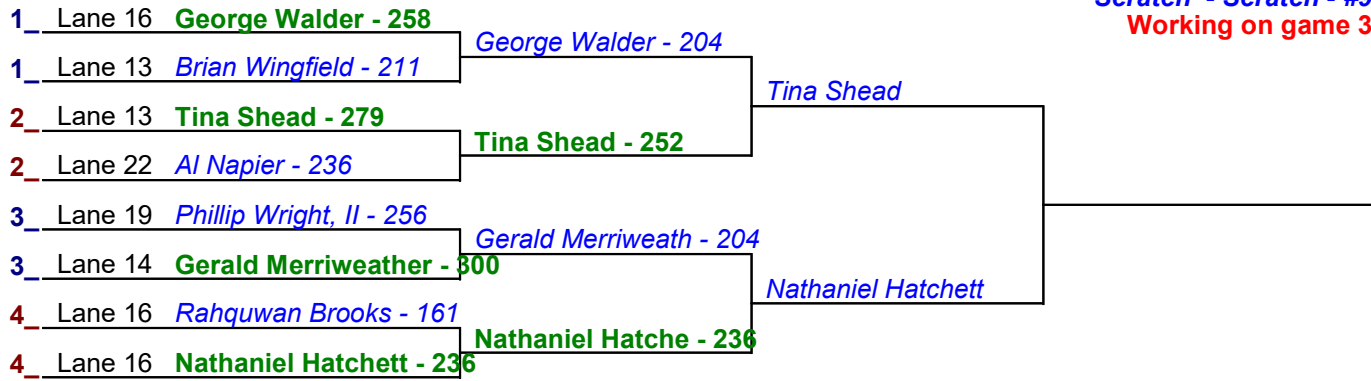 Scratch - Scratch - #9
Working on game 3
1_ Lane 16 George Walder - 258
George Walder - 204
1_ Lane 13 Brian Wingfield - 211
Tina Shead
2_ Lane 13 Tina Shead - 279
Tina Shead - 252
2_ Lane 22 Al Napier - 236
3_ Lane 19 Phillip Wright, II - 256
Gerald Merriweath - 204
3_ Lane 14 Gerald Merriweather - 300
Nathaniel Hatchett
4_ Lane 16 Rahquwan Brooks - 161
Nathaniel Hatche - 236
4_ Lane 16 Nathaniel Hatchett - 236